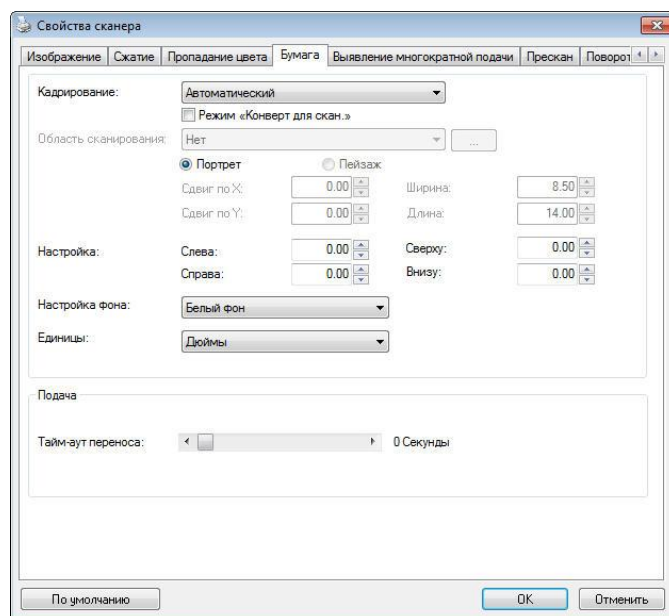 Свойства сканера
Изображение Сжатие Пропадание цвета Бумага Выявление многократной подачи Прескан Поворот
Кадрирование: Автоматический
Режим «Конверт для скан.»
Область сканирования: Нет ...
Портрет Пейзаж
Сдвиг по X: 0.00 Ширина: 8.50
Сдвиг по Y: 0.00 Длина: 14.00
Настройка: Слева: 0.00 Сверху: 0.00
Справа: 0.00 Внизу: 0.00
Настройка фона: Белый фон
Единицы: Дюймы
Подача
Тайм-аут переноса: 0 Секунды
По умолчанию OK Отменить